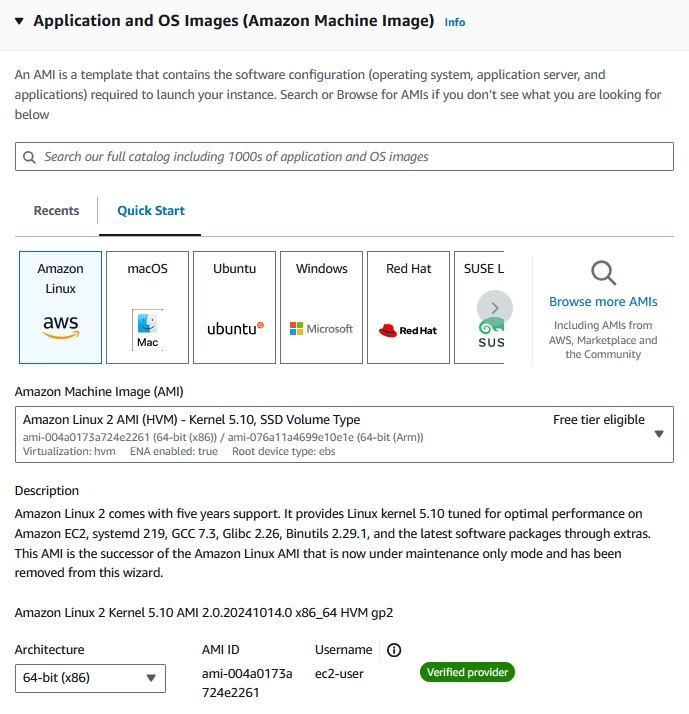 Application and OS Images (Amazon Machine Image) Info
An AMI is a template that contains the software configuration (operating system, application server, and
applications) required to launch your instance. Search or Browse for AMIs if you don’t see what you are looking for
below
Search our full catalog including 1000s of application and OS images
Recents
Quick Start
Amazon
Linux
aws
macOS
Mac
Ubuntu
ubuntu
Windows
Microsoft
Red Hat
Red Hat
SUSE L
SUS
Browse more AMIs
Including AMIs from
AWS, Marketplace and
the Community
Amazon Machine Image (AMI)
Amazon Linux 2 AMI (HVM) - Kernel 5.10, SSD Volume Type
Free tier eligible
ami-004a0173a724e2261 (64-bit (x86)) / ami-076a11a4699e10e1e (64-bit (Arm))
Virtualization: hvm ENA enabled: true Root device type: ebs
Description
Amazon Linux 2 comes with five years support. It provides Linux kernel 5.10 tuned for optimal performance on
Amazon EC2, systemd 219, GCC 7.3, Glibc 2.26, Binutils 2.29.1, and the latest software packages through extras.
This AMI is the successor of the Amazon Linux AMI that is now under maintenance only mode and has been
removed from this wizard.
Amazon Linux 2 Kernel 5.10 AMI 2.0.20241014.0 x86_64 HVM gp2
Architecture
64-bit (x86)
AMI ID
ami-004a0173a
724e2261
Username
ec2-user
Verified provider